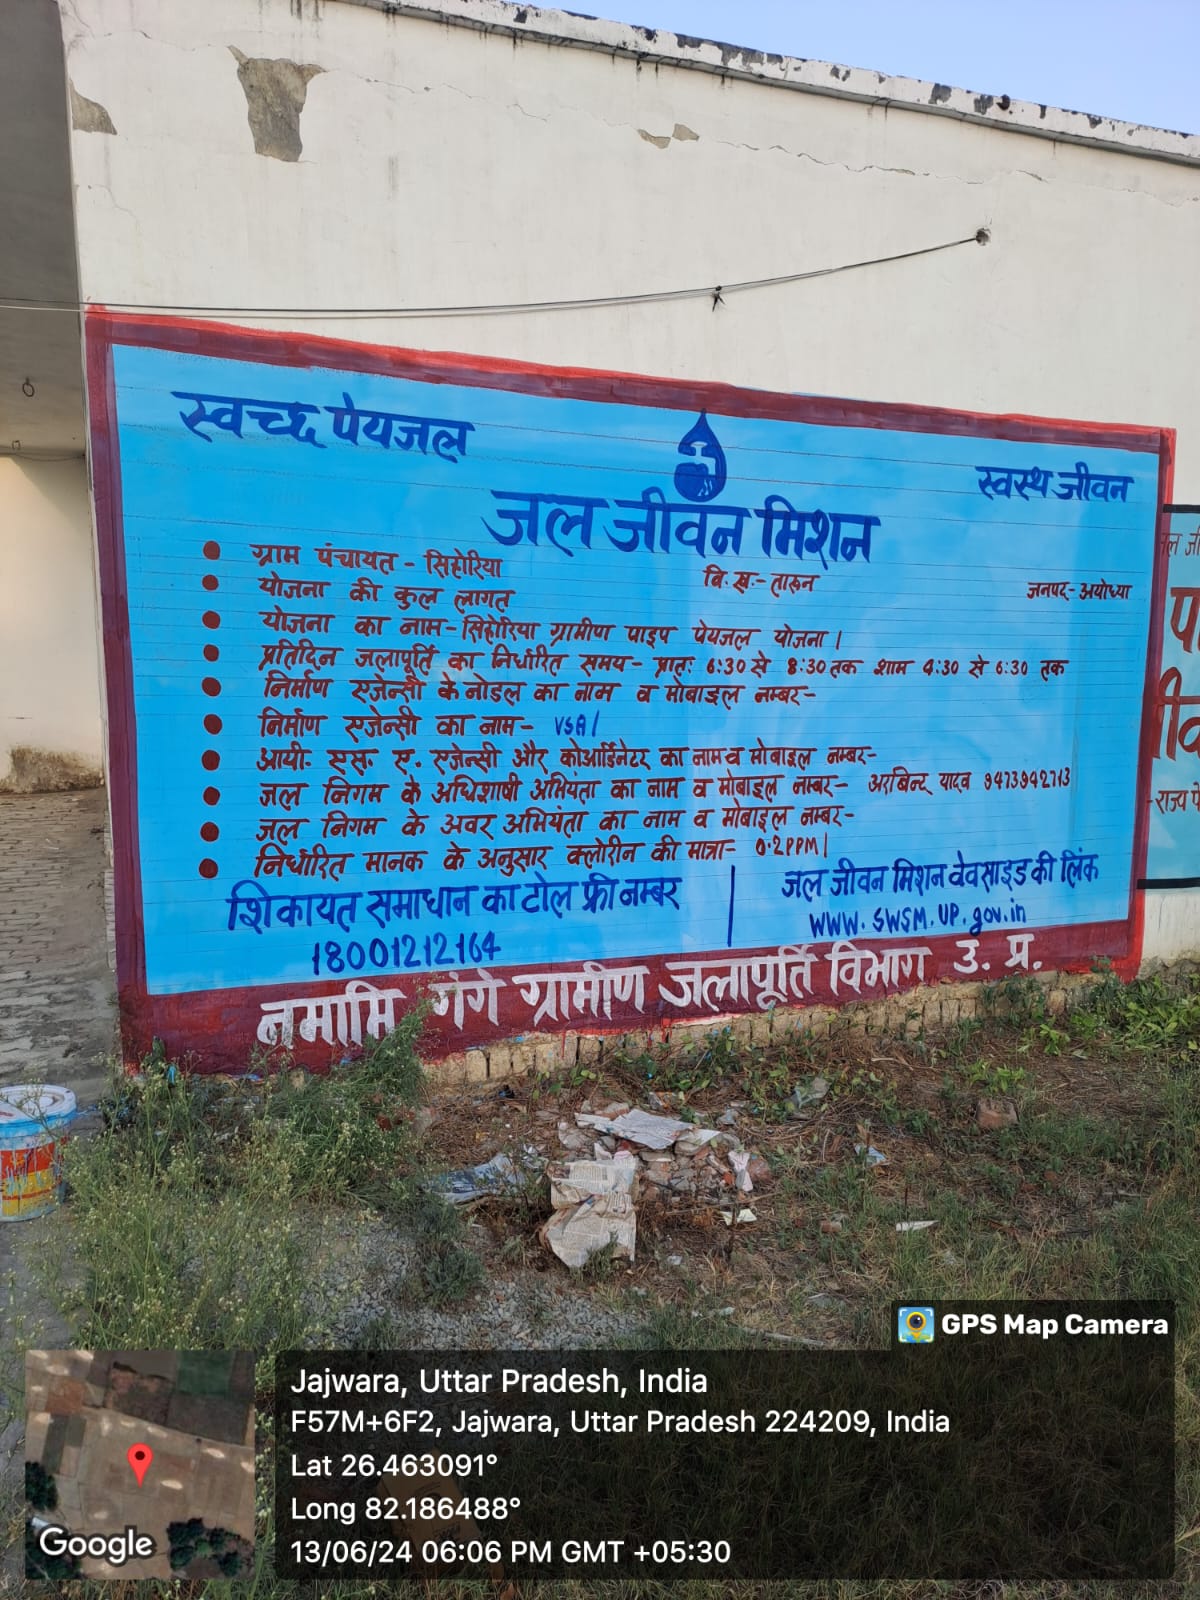 स्वच्छ पेयजल
स्वस्थ जीवन
जल जीवन मिशन
ग्राम पंचायत - सिहोरिया वि. ख.- तारुन जनपद - अयोध्या
योजना की कुल लागत
योजना का नाम - सिहोरिया ग्रामीण पाइप पेयजल योजना।
प्रतिदिन जलापूर्ति का निर्धारित समय - प्रातः 6:30 से 8:30 तक शाम 4:30 से 6:30 तक
निर्माण एजेन्सी के नोडल का नाम व मोबाइल नम्बर-
निर्माण एजेन्सी का नाम- VSA।
आयी. एस. ए. एजेन्सी और कोआर्डिनेटर का नाम व मोबाइल नम्बर-
जल निगम के अधिशाषी अभियंता का नाम व मोबाइल नम्बर- अरबिन्द यादव 9473942713
जल निगम के अवर अभियंता का नाम व मोबाइल नम्बर-
निर्धारित मानक के अनुसार क्लोरीन की मात्रा- 0.2PPM।
शिकायत समाधान का टोल फ्री नम्बर
18001212164
जल जीवन मिशन वेवसाइड की लिंक
WWW.SWSM.UP.gov.in
नमामि गंगे ग्रामीण जलापूर्ति विभाग उ. प्र.
राज्य
GPS Map Camera
Jajwara, Uttar Pradesh, India
F57M+6F2, Jajwara, Uttar Pradesh 224209, India
Lat 26.463091°
Long 82.186488°
13/06/24 06:06 PM GMT +05:30
Google